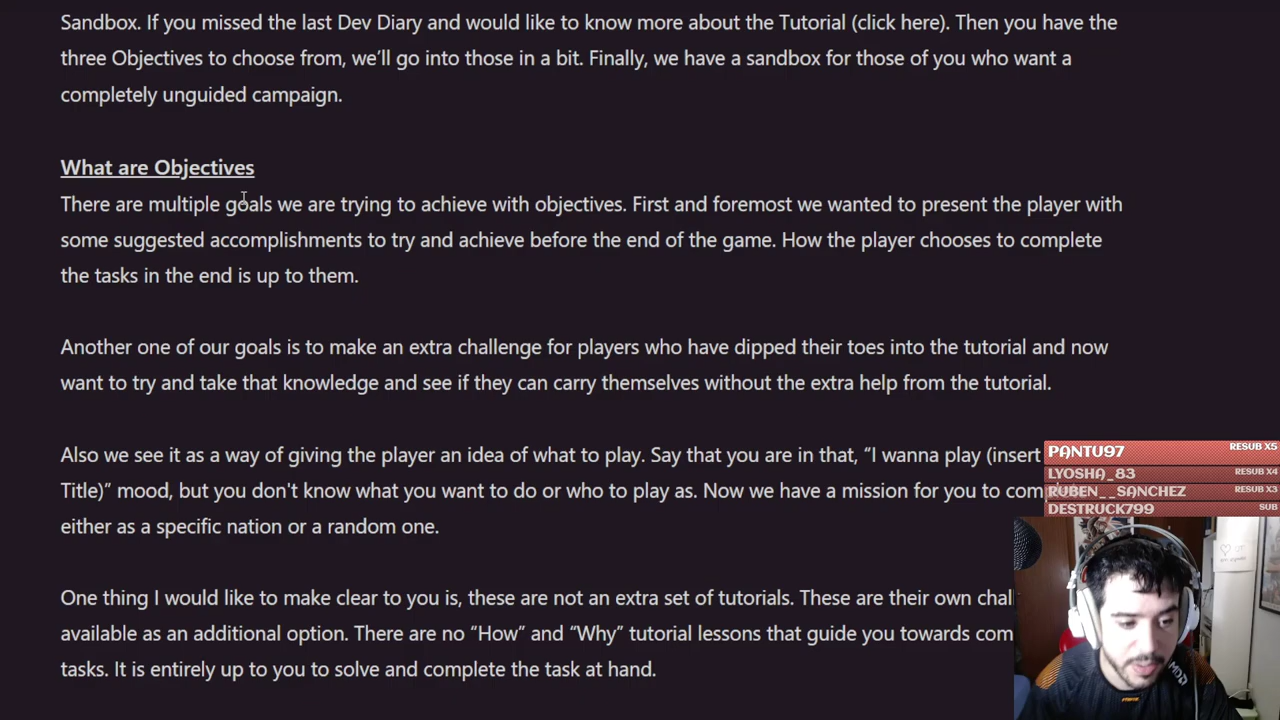 Sandbox. If you missed the last Dev Diary and would like to know more about the Tutorial (click here). Then you have the
three Objectives to choose from, we’ll go into those in a bit. Finally, we have a sandbox for those of you who want a
completely unguided campaign.
What are Objectives
There are multiple goals we are trying to achieve with objectives. First and foremost we wanted to present the player with
some suggested accomplishments to try and achieve before the end of the game. How the player chooses to complete
the tasks in the end is up to them.
Another one of our goals is to make an extra challenge for players who have dipped their toes into the tutorial and now
want to try and take that knowledge and see if they can carry themselves without the extra help from the tutorial.
Also we see it as a way of giving the player an idea of what to play. Say that you are in that, “I wanna play (insert
Title)” mood, but you don't know what you want to do or who to play as. Now we have a mission for you to com
either as a specific nation or a random one.
One thing I would like to make clear to you is, these are not an extra set of tutorials. These are their own chal
available as an additional option. There are no “How” and “Why” tutorial lessons that guide you towards com
tasks. It is entirely up to you to solve and complete the task at hand.
PANTU97 RESUB X5
LYOSHA_83 RESUB X4
RUBEN__SANCHEZ RESUB X3
DESTRUCK799 SUB